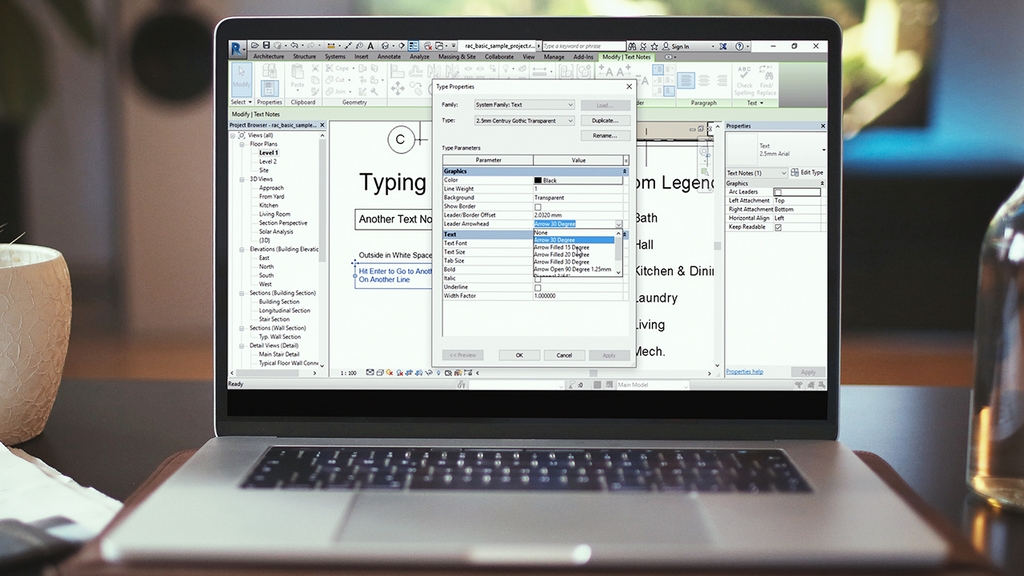 R
rac_basic_sample_project.r...
Type a keyword or phrase
Sign In
Architecture Structure Systems Insert Annotate Analyze Massing & Site Collaborate View Manage Add-Ins Modify | Text Notes
Modify
Properties
Paste
Cope
Cut
Join
Check Spelling
Find/ Replace
Select Properties Clipboard Geometry
Paragraph Text
Modify | Text Notes
Project Browser - rac_basic_sample...
Views (all)
Floor Plans
Level 1
Level 2
Site
3D Views
Approach
From Yard
Kitchen
Living Room
Section Perspective
Solar Analysis
{3D}
Elevations (Building Elevatic
East
North
South
West
Sections (Building Section)
Building Section
Longitudinal Section
Stair Section
Sections (Wall Section)
Typ. Wall Section
Detail Views (Detail)
Main Stair Detail
Typical Floor Wall Connec
C
Typing
Another Text No
Outside in White Space
Hit Enter to Go to Anoth
On Another Line
Type Properties
Family: System Family: Text Load...
Type: 2.5mm Centruy Gothic Transparent Duplicate...
Rename...
Type Parameters
Parameter Value
Graphics
Color Black
Line Weight 1
Background Transparent
Show Border
Leader/Border Offset 2.0320 mm
Leader Arrowhead Arrow 30 Degree
Text None
Arrow 30 Degree
Text Font Arrow Filled 15 Degree
Text Size Arrow Filled 20 Degree
Tab Size Arrow Filled 30 Degree
Bold Arrow Open 90 Degree 1.25mm
Italic
Underline
Width Factor 1.000000
<< Preview OK Cancel Apply
om Legend
Bath
Hall
Kitchen & Dinin
Laundry
Living
Mech.
Properties
Text
2.5mm Arial
Text Notes (1) Edit Type
Graphics
Arc Leaders
Left Attachment Top
Right Attachment Bottom
Horizontal Align Left
Keep Readable
Properties help Apply
1 : 100
Ready
:0
Main Model